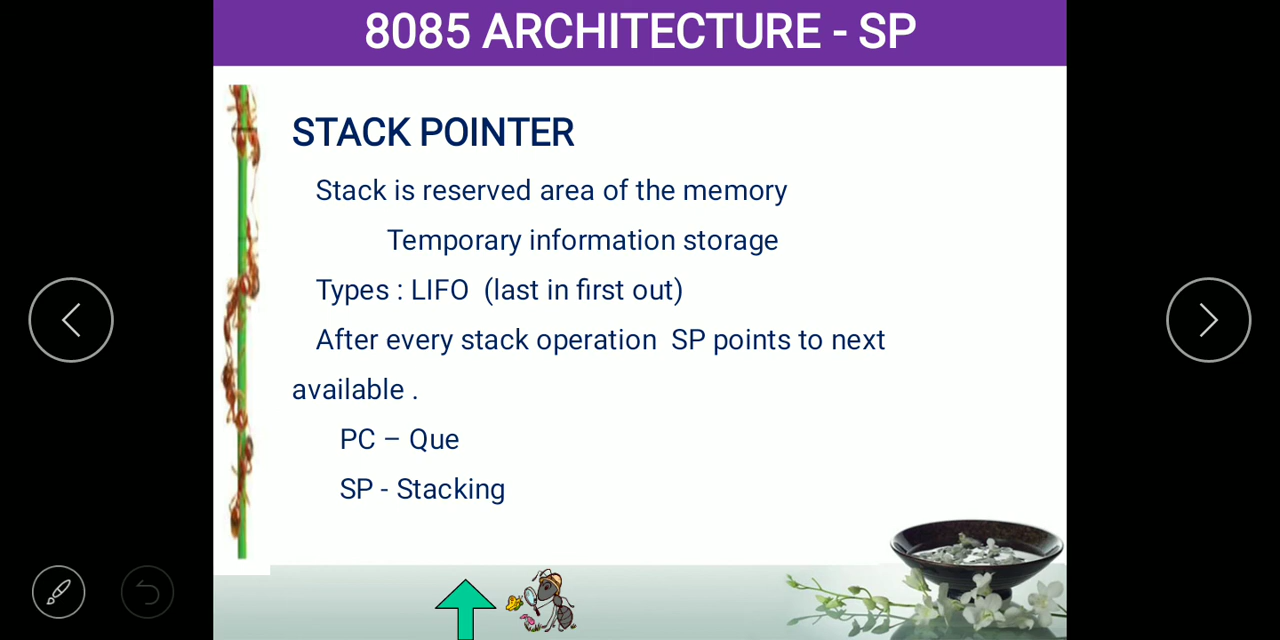 8085 ARCHITECTURE - SP
STACK POINTER
Stack is reserved area of the memory
Temporary information storage
Types : LIFO  (last in first out)
After every stack operation  SP points to next
available .
PC – Que
SP - Stacking